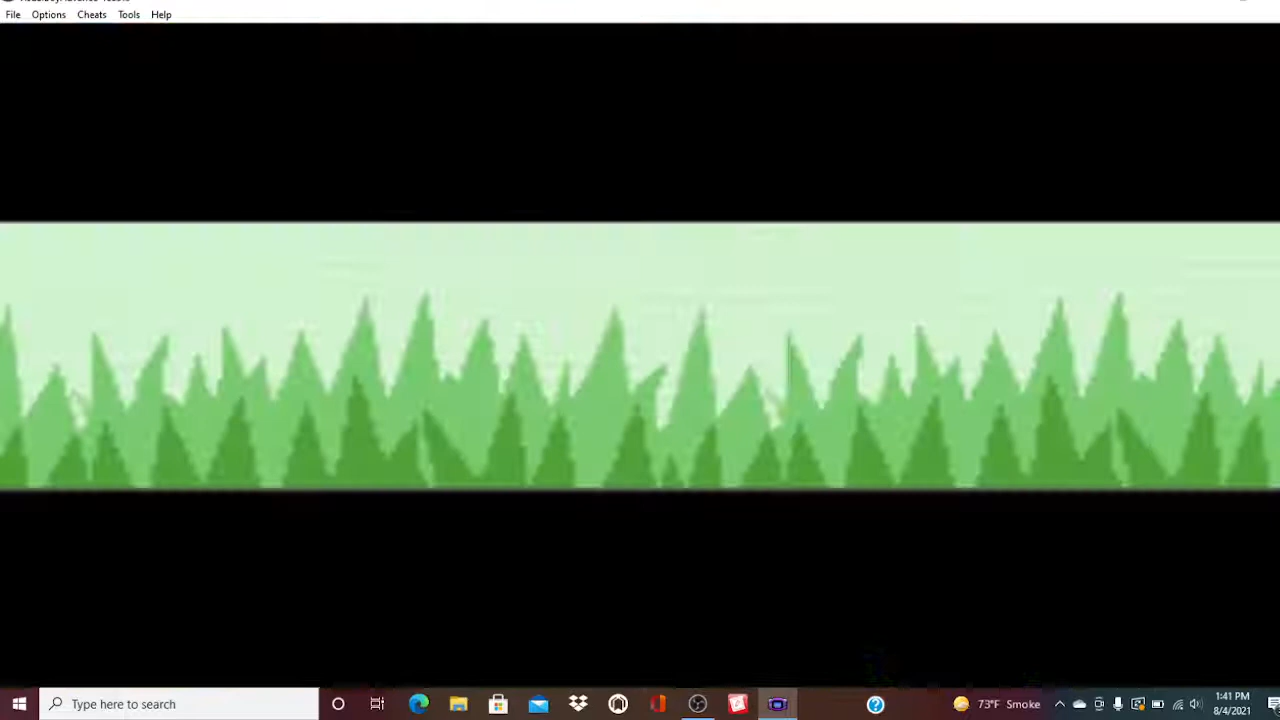 File Options Cheats Tools Help
Type here to search
73°F Smoke
1:41 PM
8/4/2021